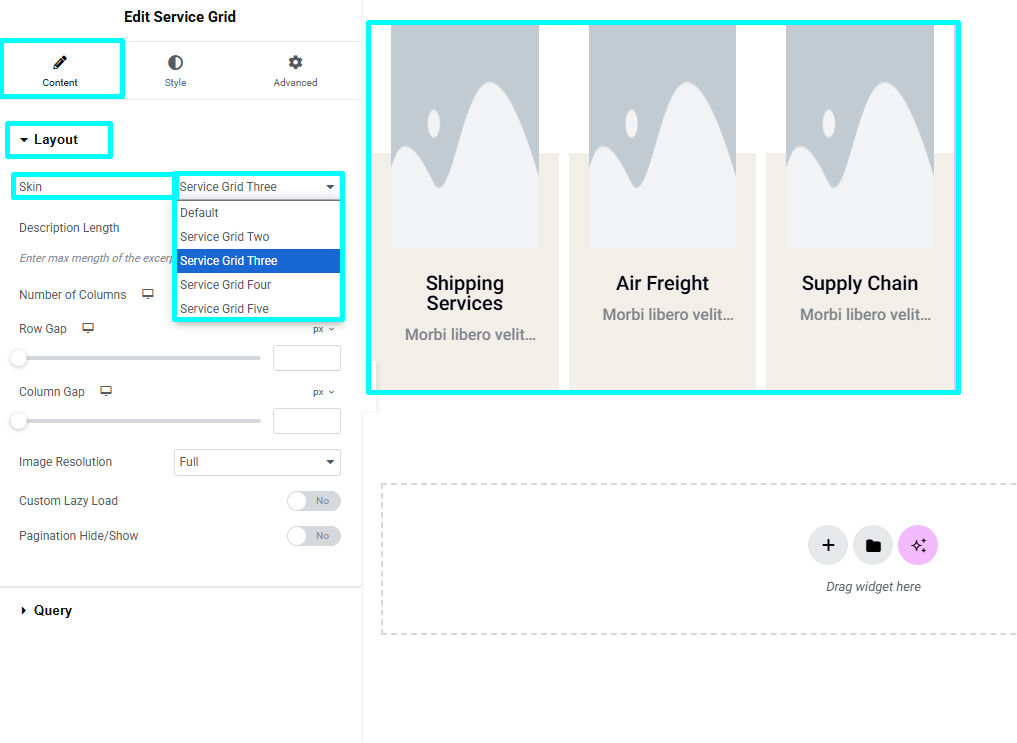 Edit Service Grid
Content
Style
Advanced
Layout
Skin
Service Grid Three
Default
Service Grid Two
Service Grid Three
Service Grid Four
Service Grid Five
Description Length
Enter max mength of the excerp
Number of Columns
Row Gap
px
Column Gap
px
Image Resolution
Full
Custom Lazy Load
No
Pagination Hide/Show
No
Query
Shipping
Services
Morbi libero velit...
Air Freight
Morbi libero velit...
Supply Chain
Morbi libero velit...
Drag widget here